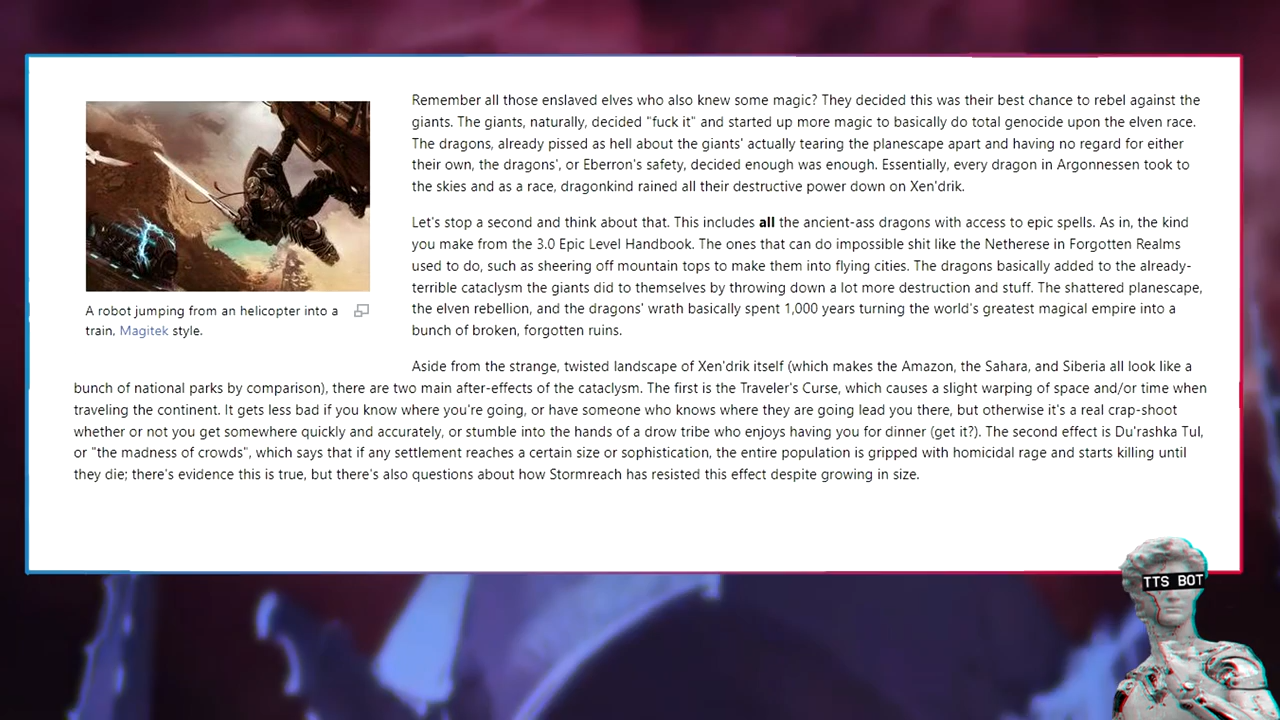 Remember all those enslaved elves who also knew some magic? They decided this was their best chance to rebel against the
giants. The giants, naturally, decided "fuck it" and started up more magic to basically do total genocide upon the elven race.
The dragons, already pissed as hell about the giants' actually tearing the planescape apart and having no regard for either
their own, the dragons', or Eberron's safety, decided enough was enough. Essentially, every dragon in Argonnessen took to
the skies and as a race, dragonkind rained all their destructive power down on Xen'drik.
Let's stop a second and think about that. This includes all the ancient-ass dragons with access to epic spells. As in, the kind
you make from the 3.0 Epic Level Handbook. The ones that can do impossible shit like the Netherese in Forgotten Realms
used to do, such as sheering off mountain tops to make them into flying cities. The dragons basically added to the already-
terrible cataclysm the giants did to themselves by throwing down a lot more destruction and stuff. The shattered planescape,
the elven rebellion, and the dragons' wrath basically spent 1,000 years turning the world's greatest magical empire into a
bunch of broken, forgotten ruins.
A robot jumping from an helicopter into a
train, Magitek style.
Aside from the strange, twisted landscape of Xen'drik itself (which makes the Amazon, the Sahara, and Siberia all look like a
bunch of national parks by comparison), there are two main after-effects of the cataclysm. The first is the Traveler's Curse, which causes a slight warping of space and/or time when
traveling the continent. It gets less bad if you know where you're going, or have someone who knows where they are going lead you there, but otherwise it's a real crap-shoot
whether or not you get somewhere quickly and accurately, or stumble into the hands of a drow tribe who enjoys having you for dinner (get it?). The second effect is Du'rashka Tul,
or "the madness of crowds", which says that if any settlement reaches a certain size or sophistication, the entire population is gripped with homicidal rage and starts killing until
they die; there's evidence this is true, but there's also questions about how Stormreach has resisted this effect despite growing in size.
TTS BOT